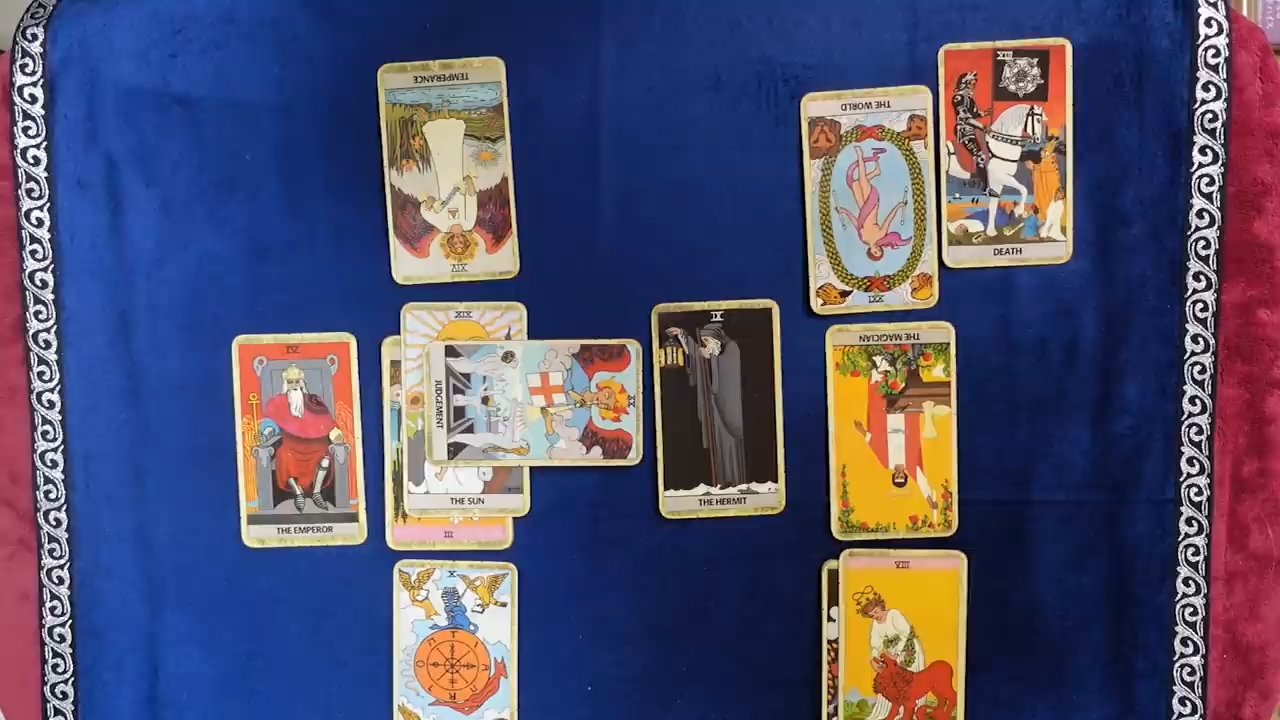 TEMPERANCE
XIV
THE WORLD
XXI
XIII
DEATH
IV
THE EMPEROR
XIX
THE SUN
III
JUDGEMENT
XX
IX
THE HERMIT
THE MAGICIAN
I
X
T
A
R
O
VIII